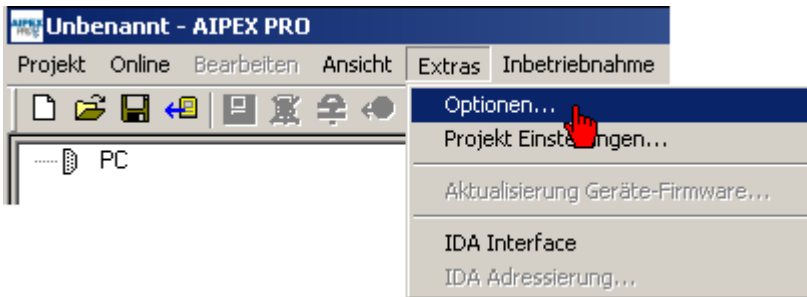 Unbenannt - AIPEX PRO
Projekt Online Bearbeiten Ansicht Extras Inbetriebnahme
Optionen...
Projekt Einstellungen...
PC
Aktualisierung Geräte-Firmware...
IDA Interface
IDA Adressierung...